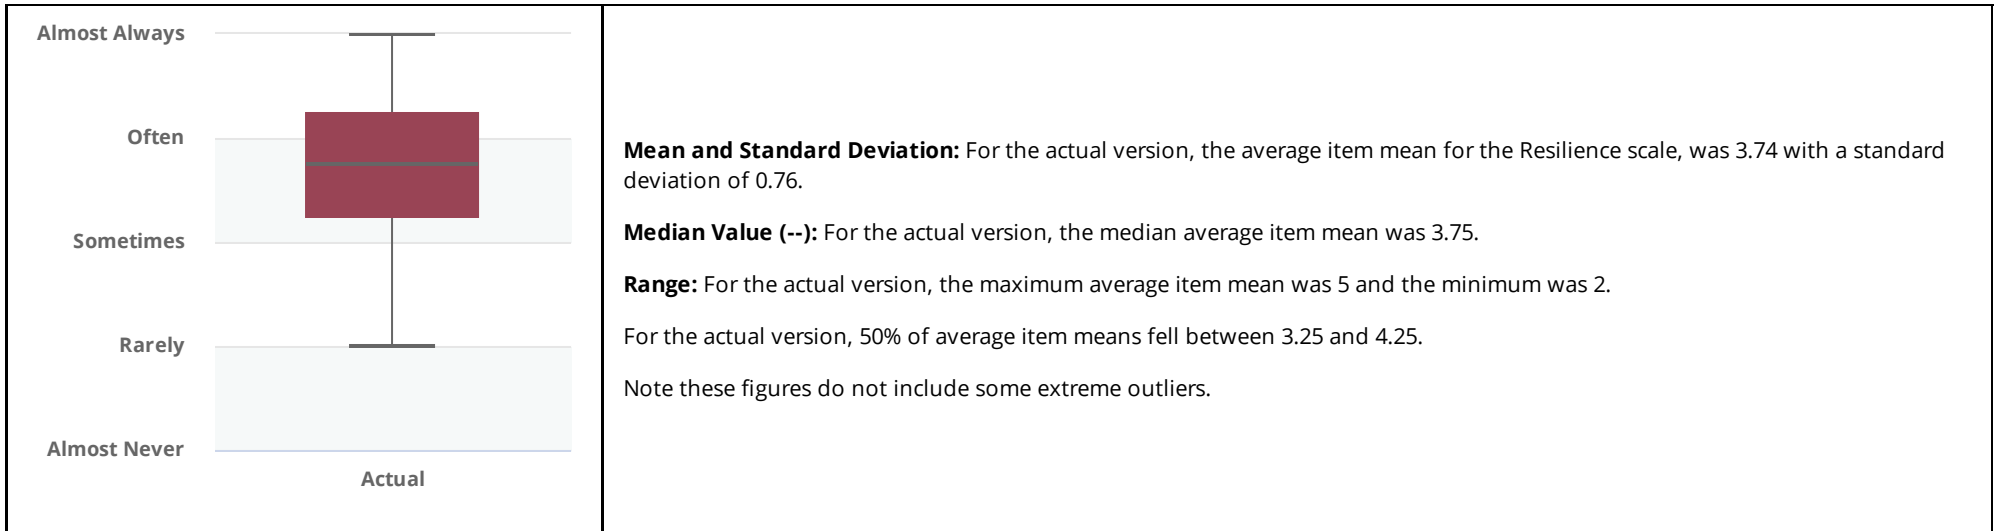 Almost Always
Often
Sometimes
Rarely
Almost Never
Actual
Mean and Standard Deviation: For the actual version, the average item mean for the Resilience scale, was 3.74 with a standard
deviation of 0.76.
Median Value (--): For the actual version, the median average item mean was 3.75.
Range: For the actual version, the maximum average item mean was 5 and the minimum was 2.
For the actual version, 50% of average item means fell between 3.25 and 4.25.
Note these figures do not include some extreme outliers.